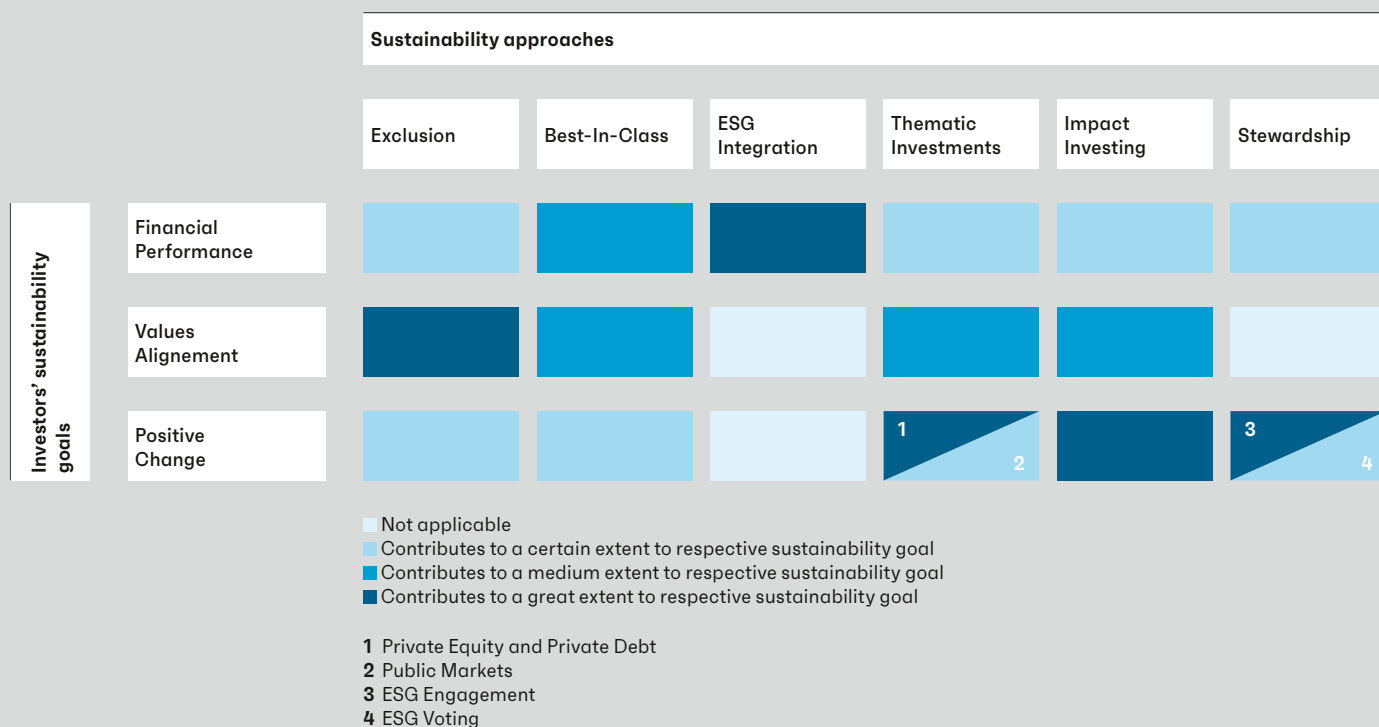 Sustainability approaches
Exclusion
Best-In-Class
ESG
Integration
Thematic
Investments
Impact
Investing
Stewardship
Investors’ sustainability
goals
Financial
Performance
Values
Alignement
Positive
Change
1
2
3
4
Not applicable
Contributes to a certain extent to respective sustainability goal
Contributes to a medium extent to respective sustainability goal
Contributes to a great extent to respective sustainability goal
1 Private Equity and Private Debt
2 Public Markets
3 ESG Engagement
4 ESG Voting